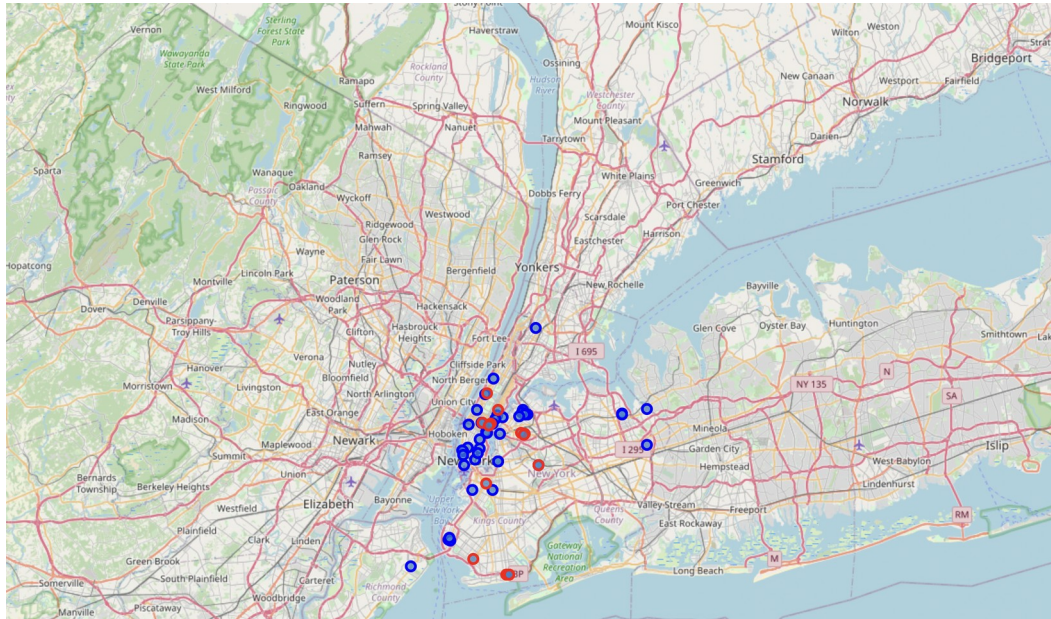 Stony Point
Vernon
Sterling
Forest State
Park
Haverstraw
Mount Kisco
Weston
Wilton
Wawayanda
State Park
Ossining
Bridgeport
Rockland
County
Hudson
River
New Canaan
Westport
Fairfield
Ramapo
West Milford
Ringwood
Suffern
Spring Valley
Westchester
County
Norwalk
Mahwah
Nanuet
Mount Pleasant
Tarrytown
Darien
Ramsey
Stamford
Sparta
Wanaque
Oakland
White Plains
Greenwich
Passaic
County
Wyckoff
Dobbs Ferry
Port Chester
Westwood
Scarsdale
Ridgewood
Glen Rock
Harrison
Eastchester
Wayne
Fair Lawn
Hopatcong
Lincoln Park
Bergenfield
Yonkers
Montville
Paterson
New Rochelle
Bayville
Denville
Woodland
Park
Dover
Hackensack
Parsippany-
Troy Hills
Clifton
Hasbrouck
Heights
Glen Cove
Oyster Bay
Huntington
Smithtown
Fort Lee
I 695
Verona
Nutley
Cliffside Park
Hanover
Bloomfield
North Bergen
N
NY 135
Morristown
Livingston
North Arlington
SA
Union City
East Orange
Madison
Mineola
Newark
Hoboken
Maplewood
I 295
Garden City
Islip
Summit
New York
Hempstead
West Babylon
Union
New York
Bernards
Township
Berkeley Heights
Lindenhurst
Elizabeth
Bayonne
Upper
New York
Bay
Valley Stream
Freeport
Westfield
Kings County
Queens
County
RM
East Rockaway
Plainfield
Clark
Linden
Gateway
National
Recreation
Area
M
Green Brook
Long Beach
BP
Somerville
South Plainfield
Carteret
Richmond
County
Woodbridge
Manville
Piscataway